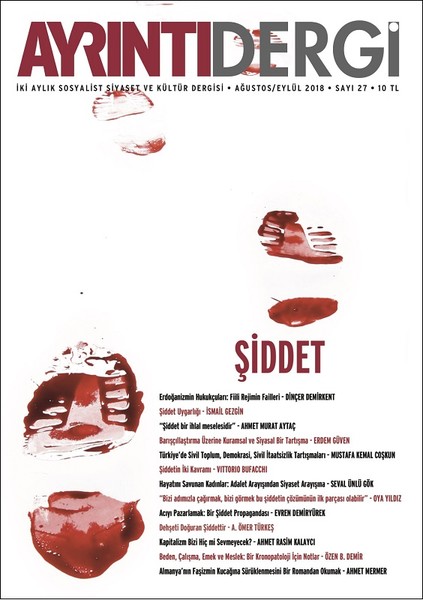 AYRINTIDERGİ
İKİ AYLIK SOSYALİST SİYASET VE KÜLTÜR DERGİSİ • AĞUSTOS/EYLÜL 2018 • SAYI 27 • 10 TL
ŞİDDET
Erdoğanizmin Hukukçuları: Fiili Rejimin Failleri - DİNÇER DEMİRKENT
Şiddet Uygarlığı - İSMAİL GEZGİN
"Şiddet bir ihlal meselesidir" - AHMET MURAT AYTAÇ
Barışçıllaştırma Üzerine Kuramsal ve Siyasal Bir Tartışma - ERDEM GÜVEN
Türkiye'de Sivil Toplum, Demokrasi, Sivil İtaatsizlik Tartışmaları - MUSTAFA KEMAL COŞKUN
Şiddetin İki Kavramı - VITTORIO BUFACCHI
Hayatını Savunan Kadınlar: Adalet Arayışından Siyaset Arayışına - SEVAL ÜNLÜ GÖK
"Bizi adımızla çağırmak, bizi görmek bu şiddetin çözümünün ilk parçası olabilir" - OYA YILDIZ
Acıyı Pazarlamak: Bir Şiddet Propagandası - EVREN DEMİRYÜREK
Dehşeti Doğuran Şiddettir - A. ÖMER TÜRKEŞ
Kapitalizm Bizi Hiç mi Sevmeyecek? - AHMET RASİM KALAYCI
Beden, Çalışma, Emek ve Meslek: Bir Kronopatoloji İçin Notlar - ÖZEN B. DEMİR
Almanya'nın Faşizmin Kucağına Sürüklenmesini Bir Romandan Okumak - AHMET MERMER